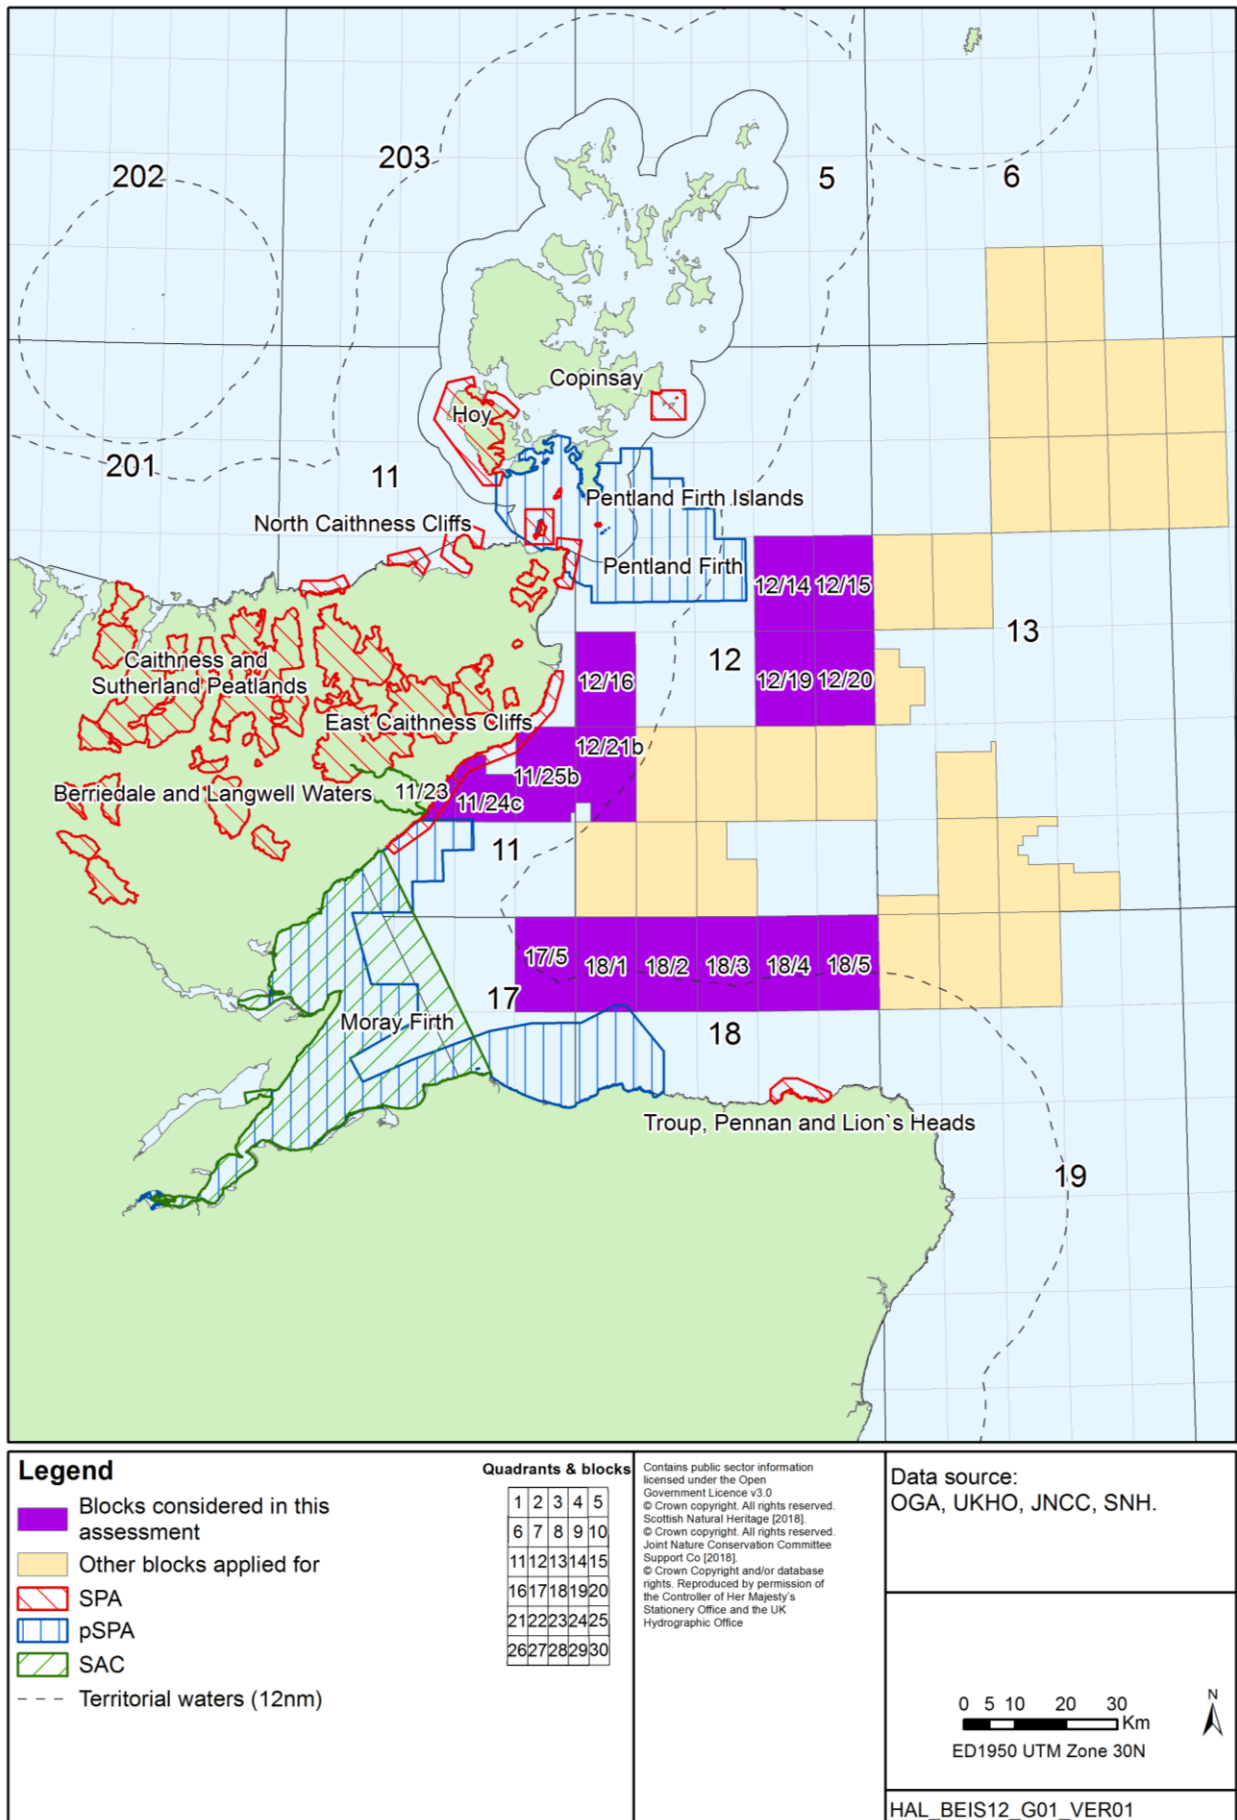 202
203
5
6
Copinsay
Hoy
201
11
Pentland Firth Islands
North Caithness Cliffs
Pentland Firth
12/14
12/15
13
Caithness and
Sutherland Peatlands
12
12/16
12/19
12/20
East Caithness Cliffs
12/21b
11/25b
Berriedale and Langwell Waters
11/23
11/24c
11
17/5
18/1
18/2
18/3
18/4
18/5
17
Moray Firth
18
Troup, Pennan and Lion`s Heads
19
Legend
Blocks considered in this
assessment
Other blocks applied for
SPA
pSPA
SAC
Territorial waters (12nm)
Quadrants & blocks
1 2 3 4 5
6 7 8 9 10
11 12 13 14 15
16 17 18 19 20
21 22 23 24 25
26 27 28 29 30
Contains public sector information
licensed under the Open
Government Licence v3.0
© Crown copyright. All rights reserved.
Scottish Natural Heritage [2018].
© Crown copyright. All rights reserved.
Joint Nature Conservation Committee
Support Co [2018].
© Crown Copyright and/or database
rights. Reproduced by permission of
the Controller of Her Majesty's
Stationery Office and the UK
Hydrographic Office
Data source:
OGA, UKHO, JNCC, SNH.
0 5 10 20 30
Km
N
ED1950 UTM Zone 30N
HAL_BEIS12_G01_VER01